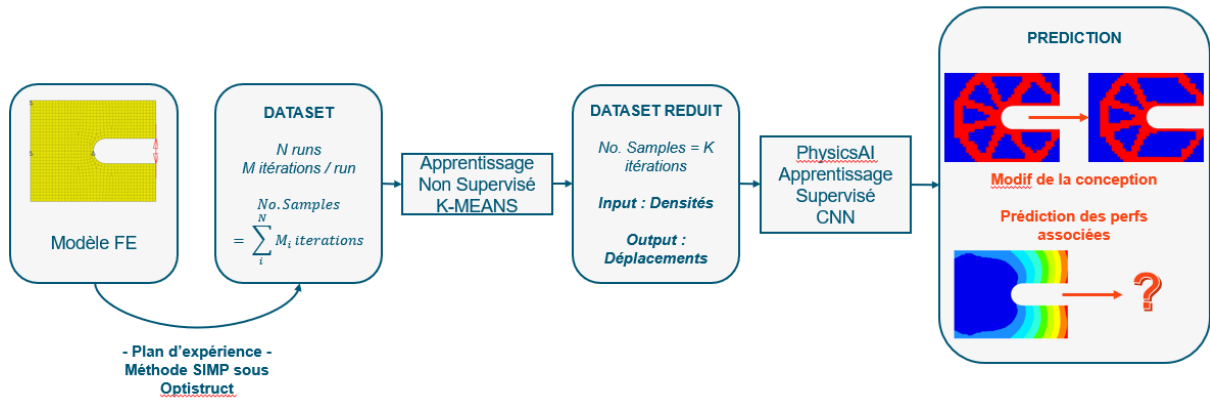 Modèle FE
- Plan d'expérience -
Méthode SIMP sous
Optistruct
DATASET
N runs
M itérations / run
No. Samples
= \sum_{i}^{N} M_i iterations
Apprentissage
Non Supervisé
K-MEANS
DATASET REDUIT
No. Samples = K
itérations
Input : Densités
Output :
Déplacements
PhysicsAI
Apprentissage
Supervisé
CNN
PREDICTION
Modif de la conception
Prédiction des perfs
associées
?